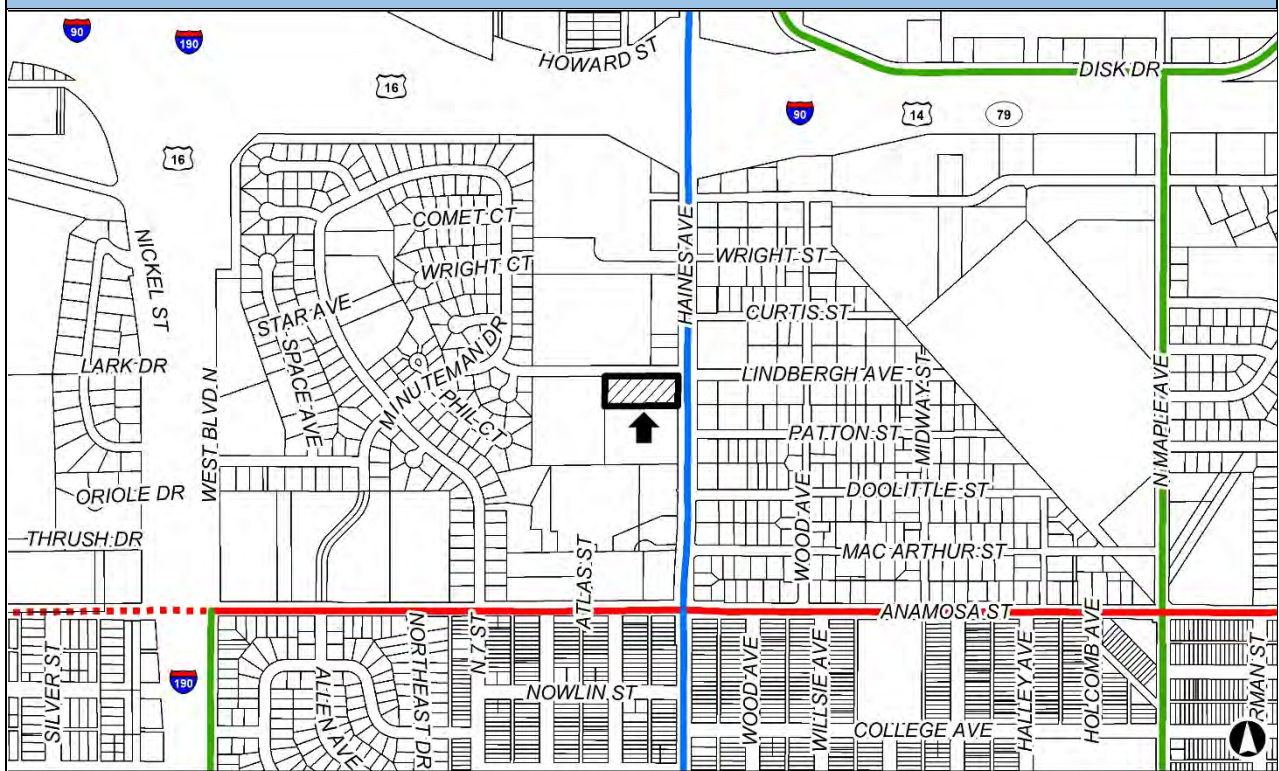 90
190
HOWARD ST
DISK DR
16
90
14
79
16
COMET CT
NICKEL ST
WRIGHT CT
HAINES AVE
WRIGHT ST
STAR AVE
CURTIS ST
SPACE AVE
MINUTEMAN DR
LARK DR
LINDBERGH AVE
MIDWAY ST
PHIL CT
WEST BLVD N
PATTON ST
N MAPLE AVE
ORIOLE DR
DOOLITTLE ST
WOOD AVE
THRUSH DR
MAC ARTHUR ST
ATLAS ST
ANAMOSA ST
SILVER ST
190
ALLEN AVE
NORTHEAST DR
N 7 ST
NOWLIN ST
WOOD AVE
WILLSIE AVE
COLLEGE AVE
HALLEY AVE
HOLCOMB AVE
RMAN ST